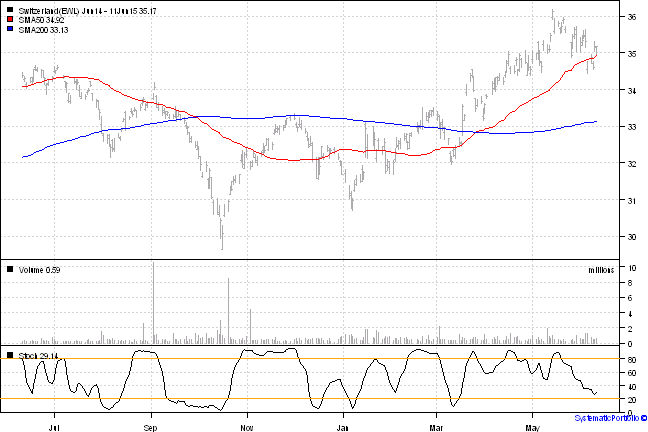 Switzerland(EWL) Jun14 - 11Jun15 35.17
SMA50 34.92
SMA200 33.13
36
35
34
33
32
31
30
Volume 0.59
millions
10
8
6
4
2
0
Stoch 29.14
80
60
40
20
0
Jul
Sep
Nov
Jan
Mar
May
SystematicPortfolio ©